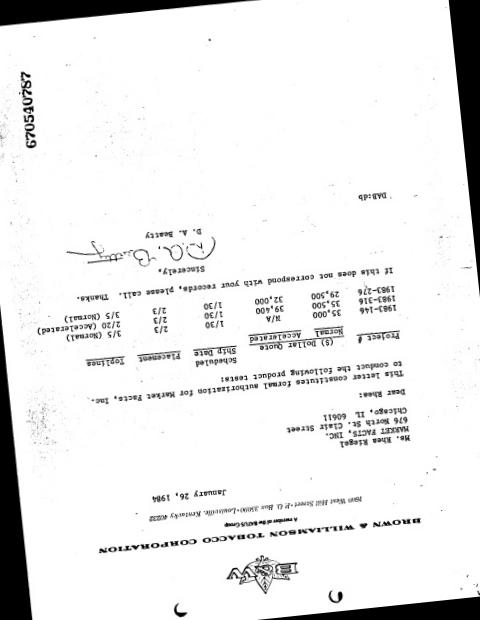 B&W
BROWN & WILLIAMSON TOBACCO CORPORATION
A member of the BATUS Group
1600 West Hill Street • P. O. Box 35090 • Louisville, Kentucky 40232
January 26, 1984
Ms. Rhea Riegel
MARKET FACTS, INC.
676 North St. Clair Street
Chicago, IL 60611
Dear Rhea:
This letter constitutes formal authorization for Market Facts, Inc.
to conduct the following product tests:
($) Dollar Quote Scheduled
Project # Normal Accelerated Ship Date Placement Toplines
1983-146 35,000 N/A 1/30 2/3 3/5 (Normal)
1983-316 35,500 39,400 1/30 2/3 2/20 (Accelerated)
1983-276 29,500 32,000 1/30 2/3 3/5 (Normal)
If this does not correspond with your records, please call. Thanks.
Sincerely,
D.A. Beatty
D. A. Beatty
DAB:db
670540787